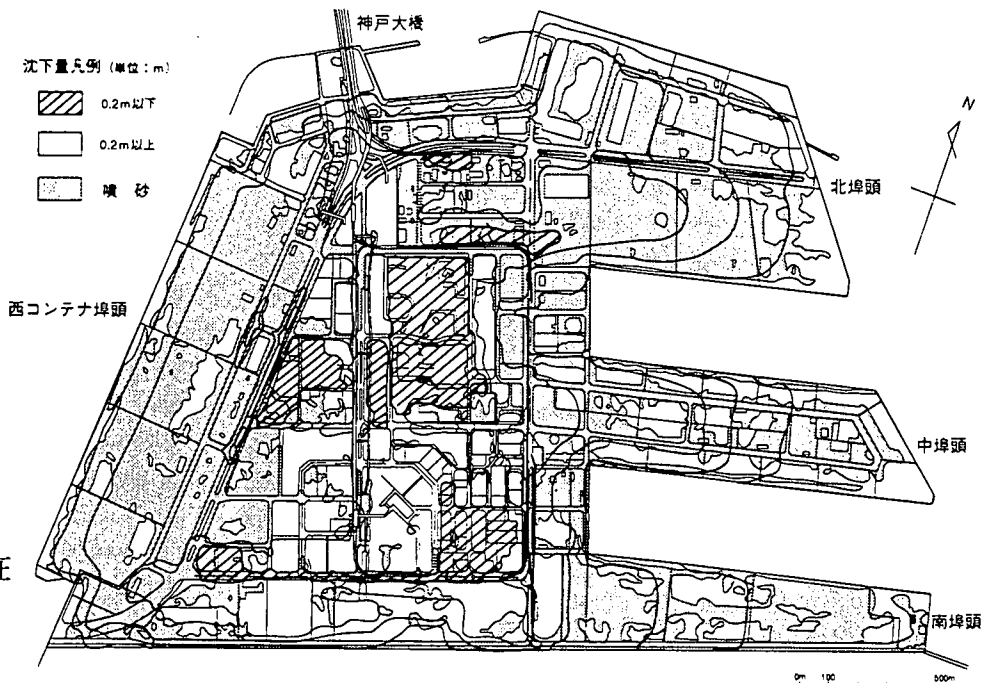 神戸大橋
沈下量凡例 (単位:m)
0.2m以下
0.2m以上
噴 砂
N
北埠頭
西コンテナ埠頭
中埠頭
南埠頭
0m 100 500m